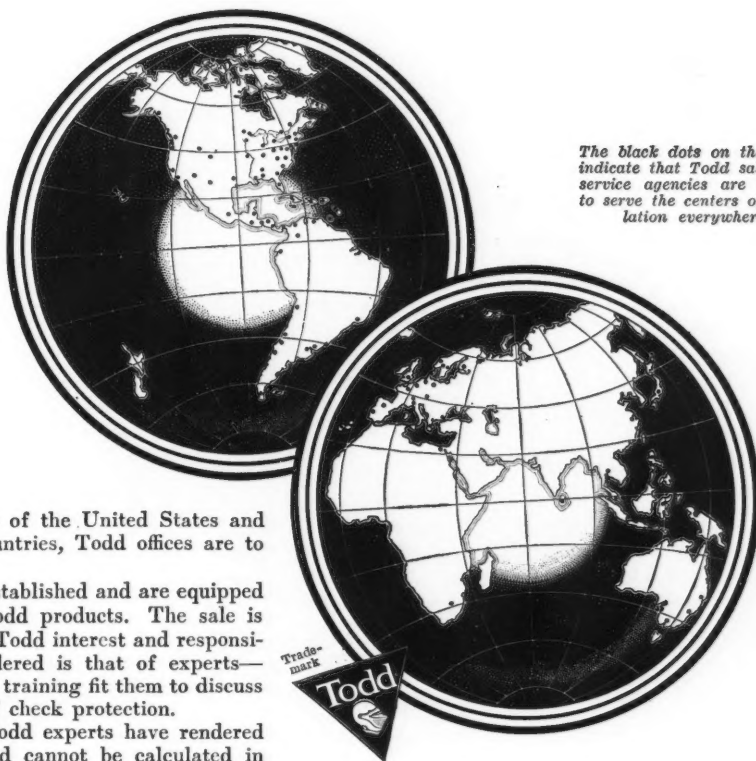 The black dots on th
indicate that Todd sa
service agencies are
to serve the centers o
lation everywher
of the United States and
untries, Todd offices are to
stablished and are equipped
odd products. The sale is
Todd interest and responsi-
dered is that of experts—
training fit them to discuss
check protection.
odd experts have rendered
d cannot be calculated in
Trade-
mark
Todd